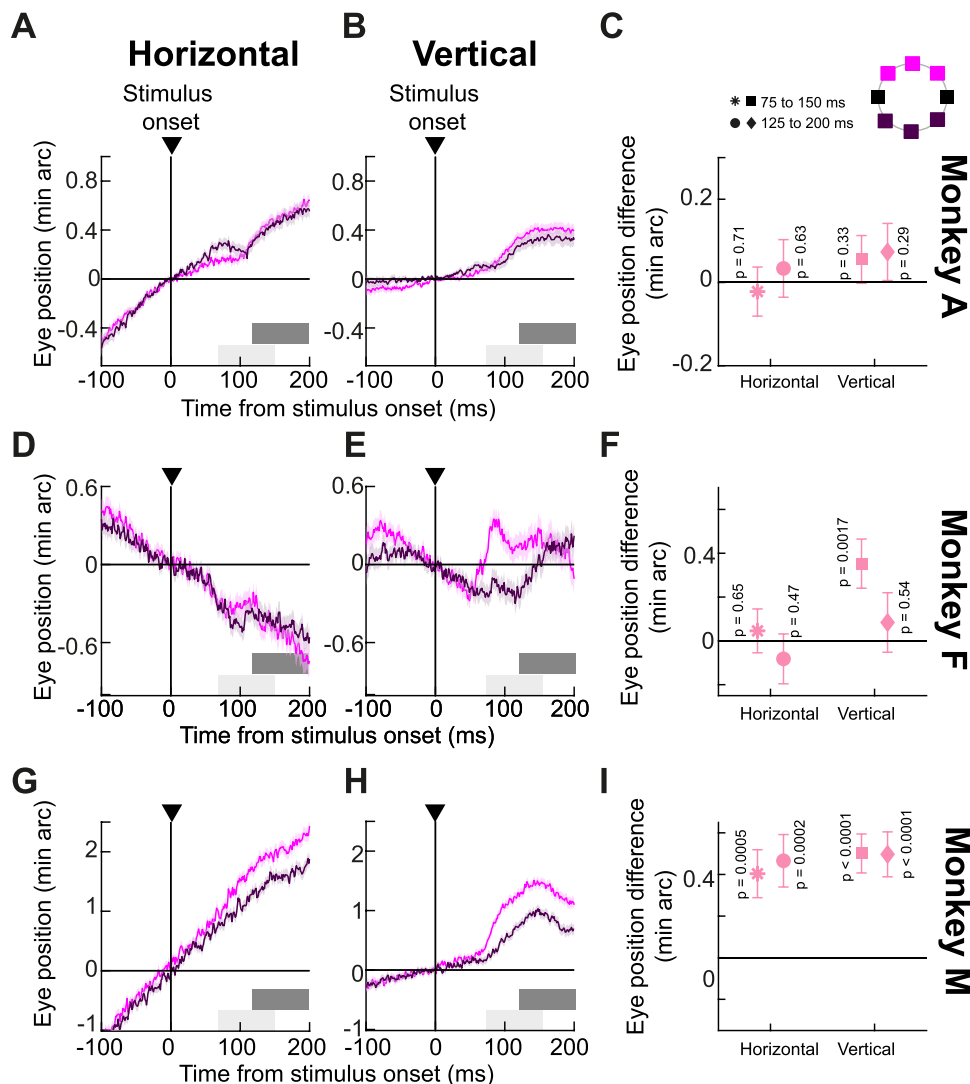 A
B
C
Horizontal
Vertical
Stimulus
onset
Stimulus
onset
75 to 150 ms
125 to 200 ms
Monkey A
Eye position (min arc)
0.8
0.4
0
-0.4
-100
0
100
200
0.8
0.4
0
-0.4
-100
0
100
200
Time from stimulus onset (ms)
Eye position difference
(min arc)
0.2
0
-0.2
p = 0.71
p = 0.63
p = 0.33
p = 0.29
Horizontal
Vertical
D
E
F
Monkey F
Eye position (min arc)
0.6
0
-0.6
-100
0
100
200
0.6
0
-0.6
-100
0
100
200
Time from stimulus onset (ms)
Eye position difference
(min arc)
0.4
0
p = 0.65
p = 0.47
p = 0.0017
p = 0.54
Horizontal
Vertical
G
H
I
Monkey M
Eye position (min arc)
2
1
0
-1
-100
0
100
200
2
1
0
-1
-100
0
100
200
Time from stimulus onset (ms)
Eye position difference
(min arc)
0.4
0
p = 0.0005
p = 0.0002
p < 0.0001
p < 0.0001
Horizontal
Vertical